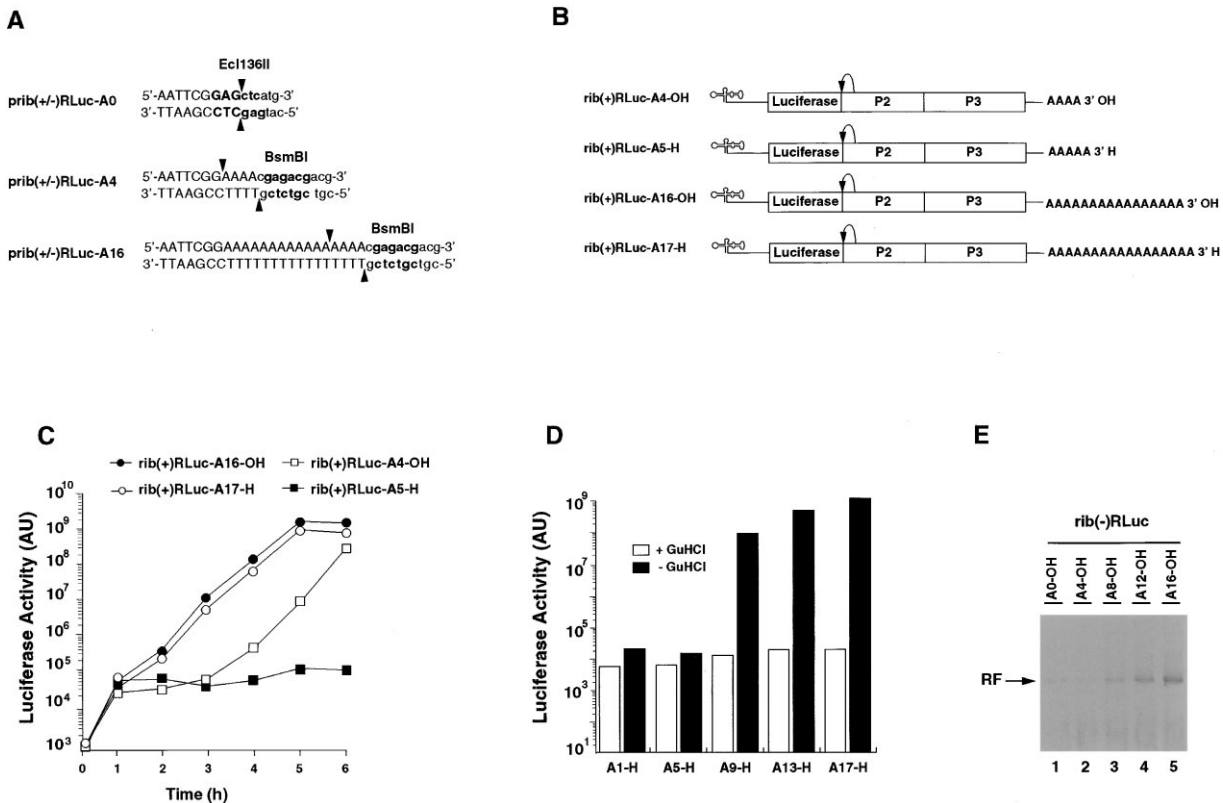 A
Ecl136II
prib(+/-)RLuc-A0
5'-AATTCGGAGctcatg-3'
3'-TTAAGCCTCgagtac-5'
BsmBI
prib(+/-)RLuc-A4
5'-AATTCGGAAAAcgagacgacg-3'
3'-TTAAGCCTTTTgctctgc tgc-5'
BsmBI
prib(+/-)RLuc-A16
5'-AATTCGGAAAAAAAAAAAAAAAAcgagacgacg-3'
3'-TTAAGCCTTTTTTTTTTTTTTTTgctctgctgc-5'
B
rib(+)RLuc-A4-OH Luciferase P2 P3 AAAA 3' OH
rib(+)RLuc-A5-H Luciferase P2 P3 AAAAA 3' H
rib(+)RLuc-A16-OH Luciferase P2 P3 AAAAAAAAAAAAAAAA 3' OH
rib(+)RLuc-A17-H Luciferase P2 P3 AAAAAAAAAAAAAAAAA 3' H
C
rib(+)RLuc-A16-OH rib(+)RLuc-A4-OH
rib(+)RLuc-A17-H rib(+)RLuc-A5-H
Luciferase Activity (AU)
10^10
10^9
10^8
10^7
10^6
10^5
10^4
10^3
0 1 2 3 4 5 6
Time (h)
D
Luciferase Activity (AU)
10^9
10^7
10^5
10^3
10^1
+ GuHCl
- GuHCl
A1-H A5-H A9-H A13-H A17-H
E
rib(-)RLuc
A0-OH A4-OH A8-OH A12-OH A16-OH
RF
1 2 3 4 5